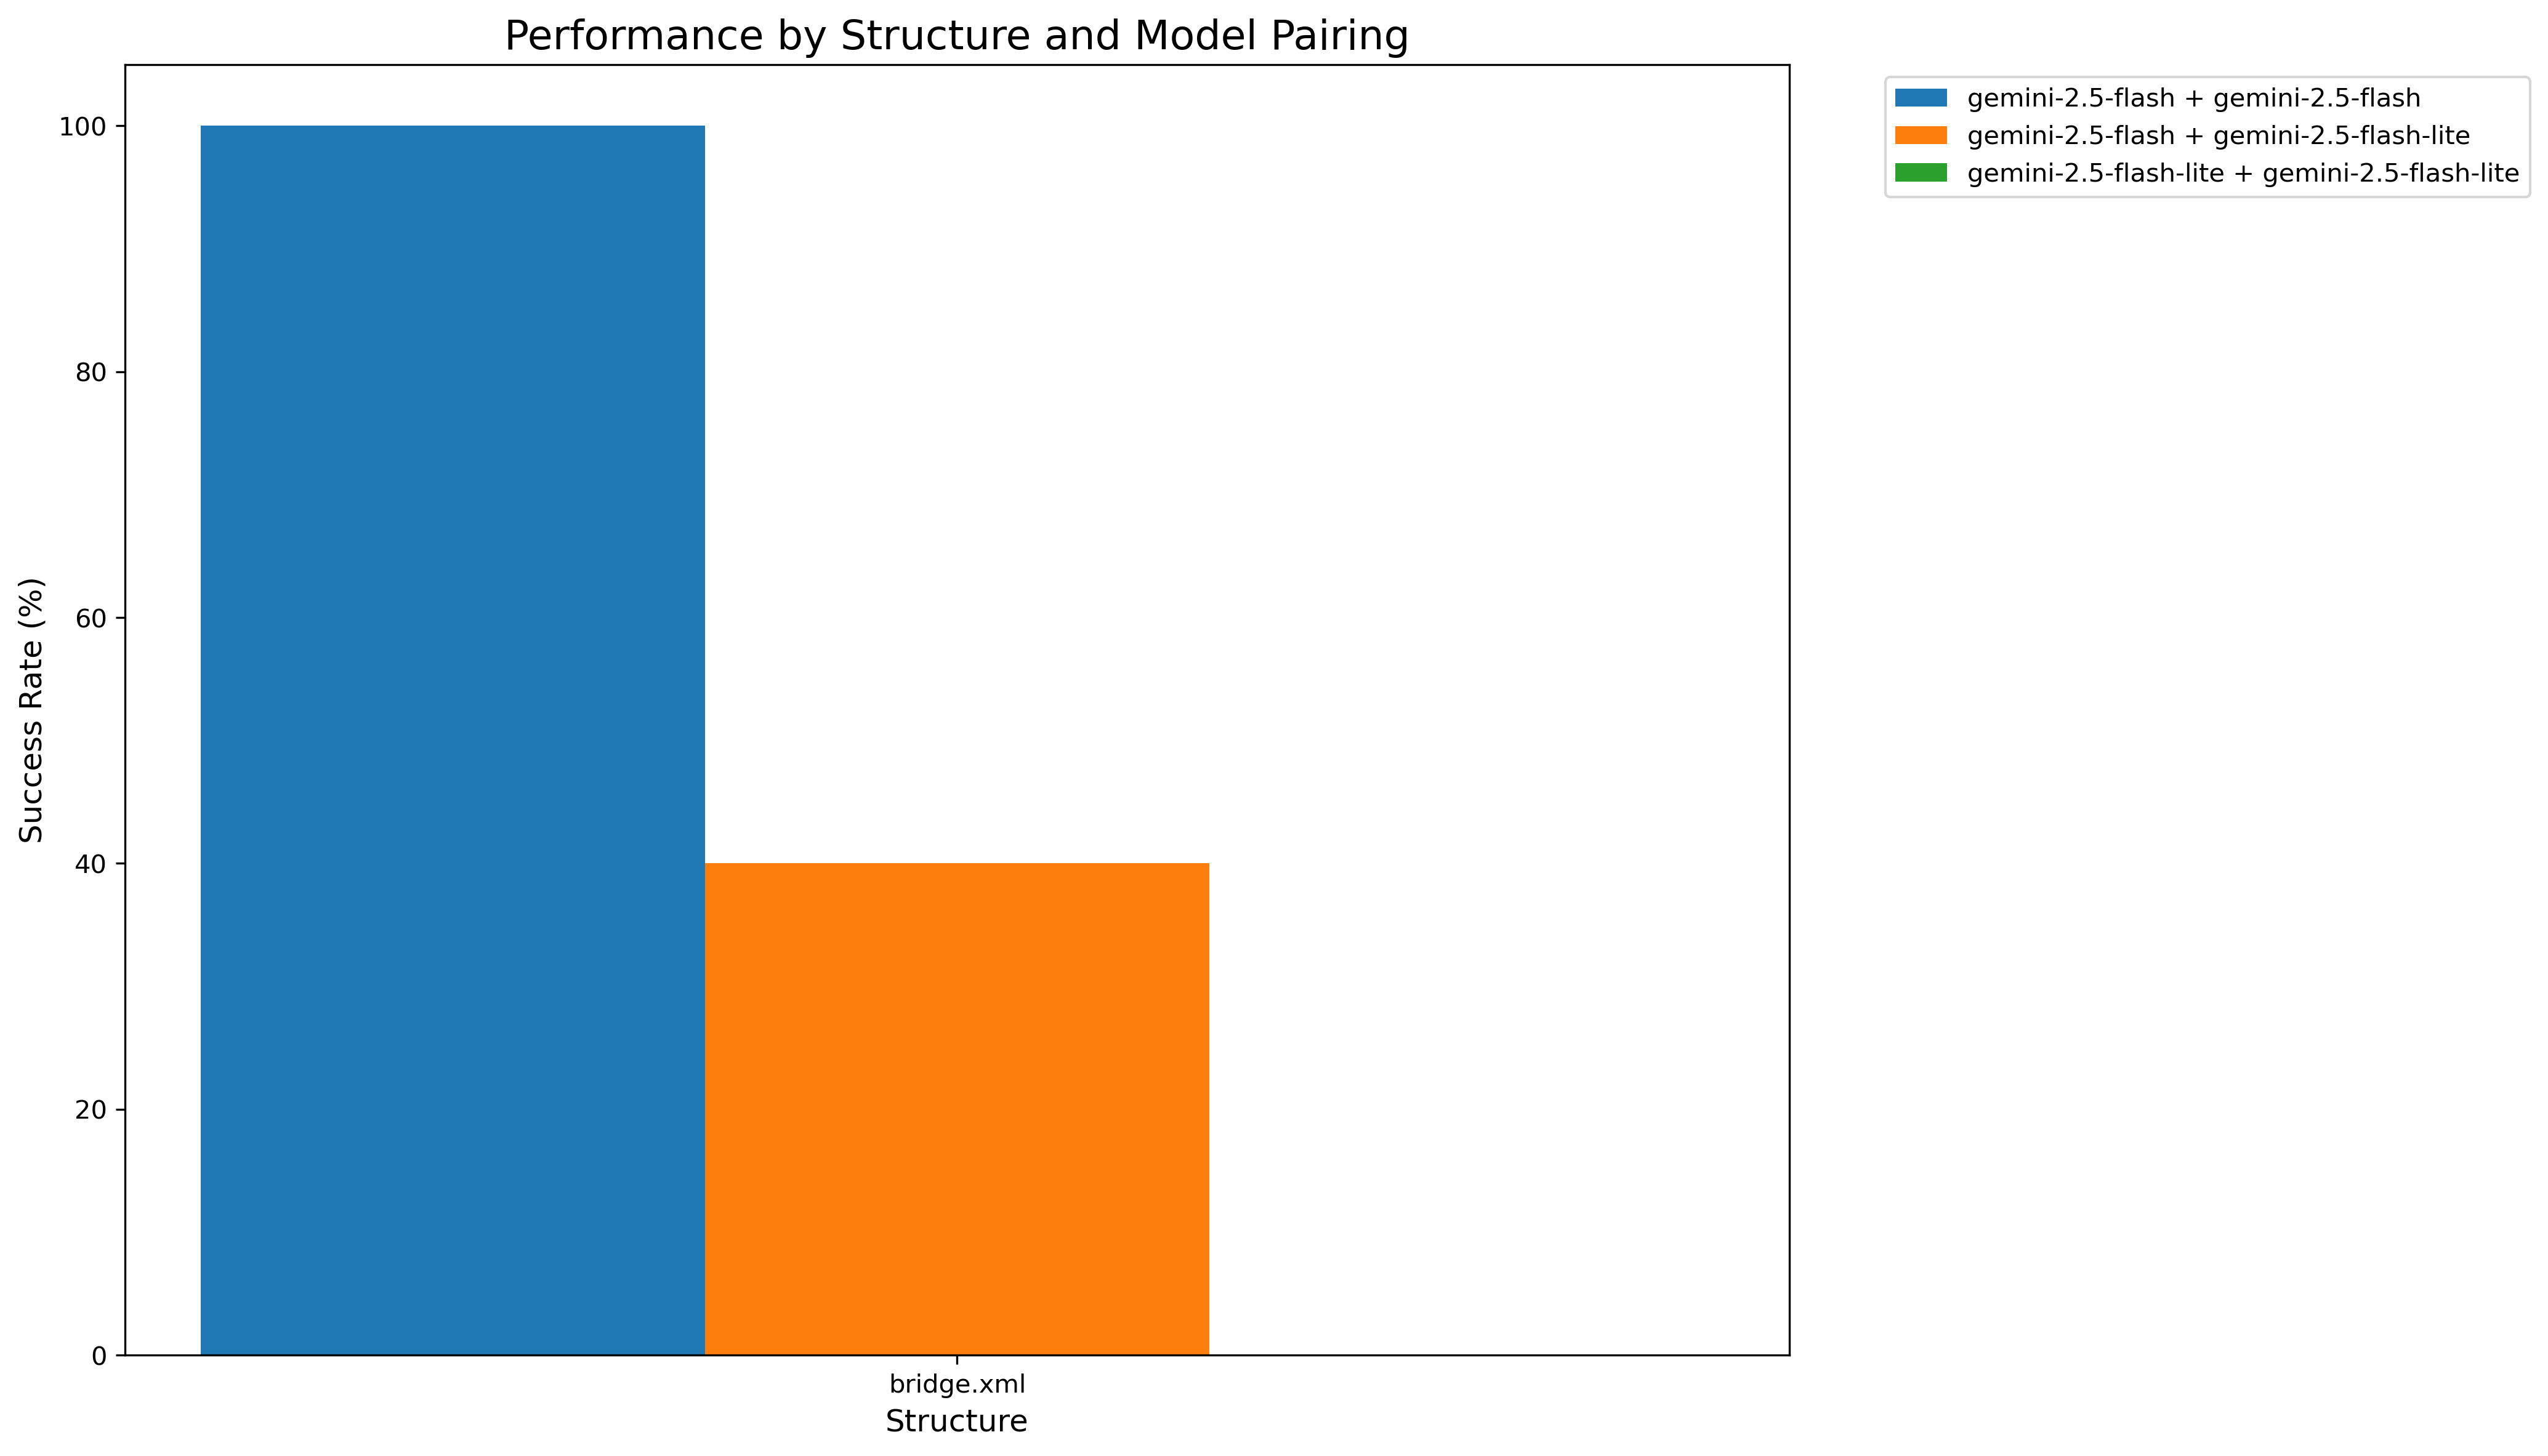 Performance by Structure and Model Pairing
gemini-2.5-flash + gemini-2.5-flash
gemini-2.5-flash + gemini-2.5-flash-lite
gemini-2.5-flash-lite + gemini-2.5-flash-lite
Success Rate (%)
100
80
60
40
20
0
bridge.xml
Structure